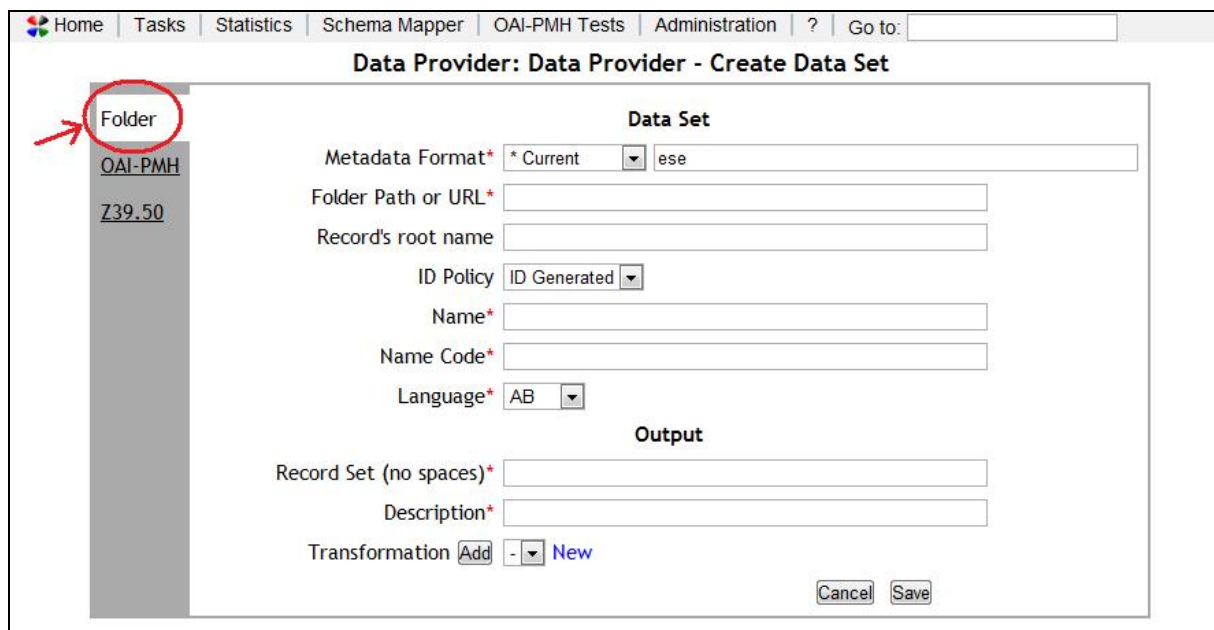 Home | Tasks | Statistics | Schema Mapper | OAI-PMH Tests | Administration | ? | Go to:
Data Provider: Data Provider - Create Data Set
Folder
OAI-PMH
Z39.50
Data Set
Metadata Format* * Current ese
Folder Path or URL*
Record's root name
ID Policy ID Generated
Name*
Name Code*
Language* AB
Output
Record Set (no spaces)*
Description*
Transformation Add - New
Cancel Save